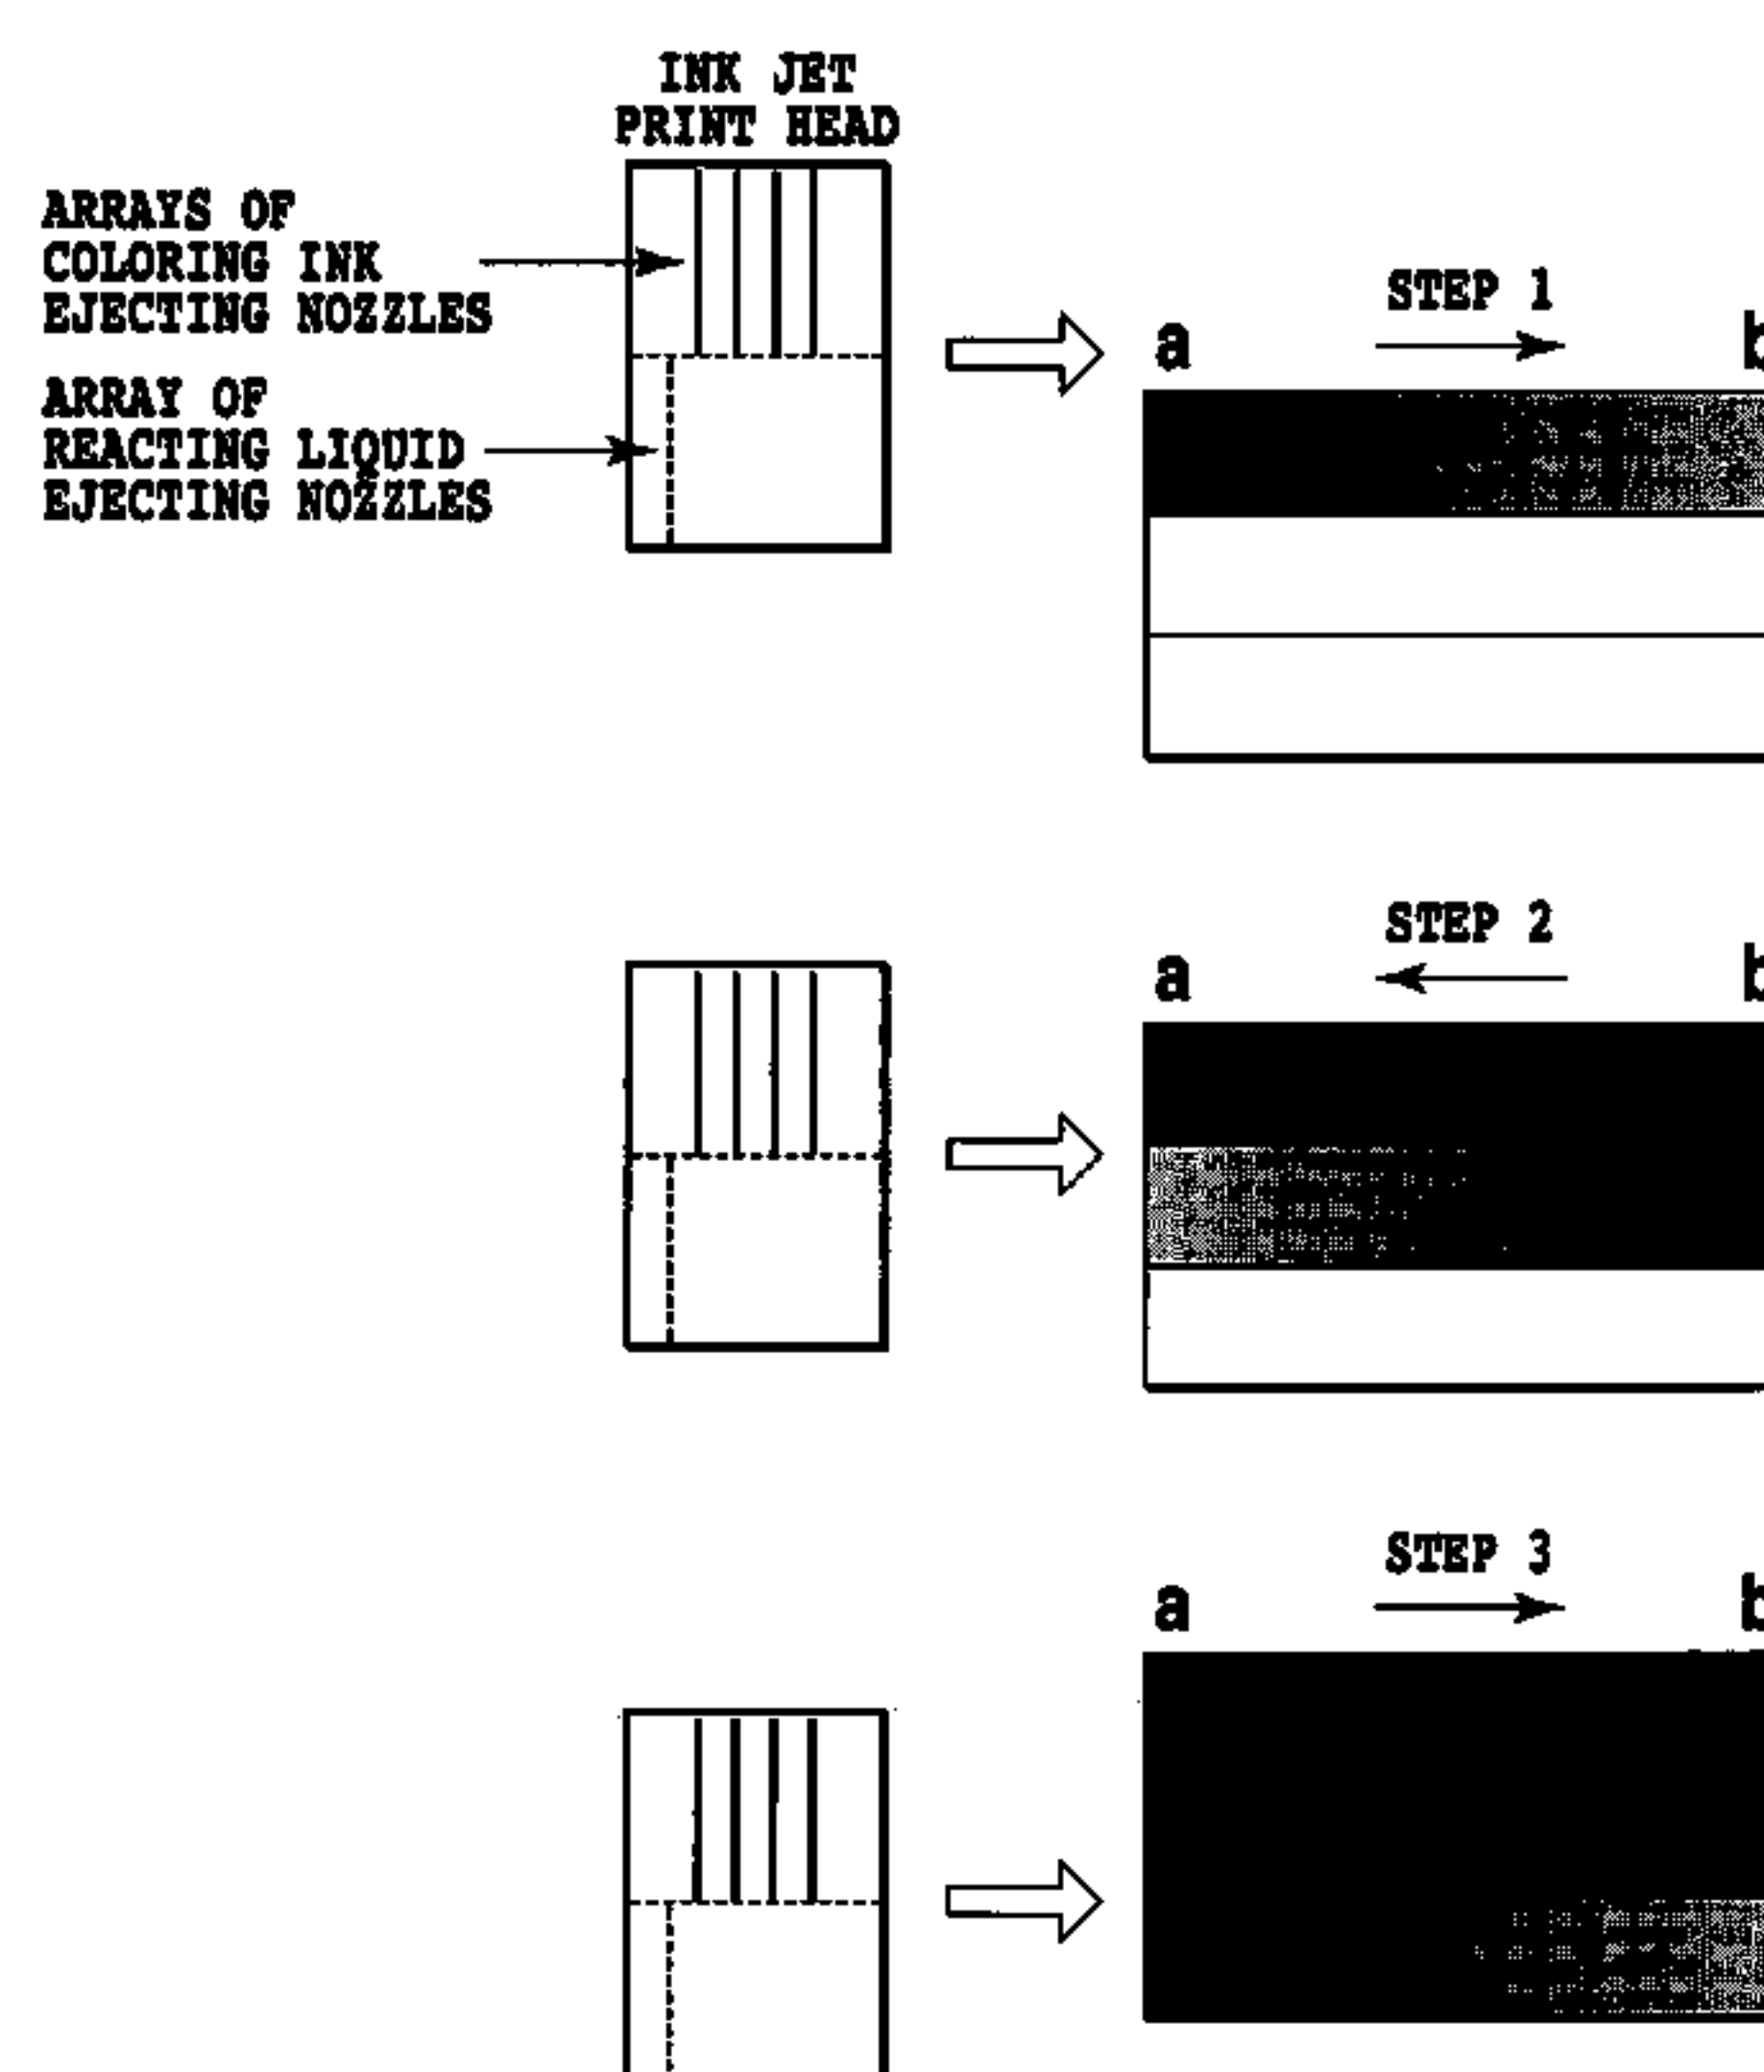 INK JET
PRINT HEAD
ARRAYS OF
COLORING INK
EJECTING NOZZLES
ARRAY OF
REACTING LIQUID
EJECTING NOZZLES
STEP 1
a b
STEP 2
a b
STEP 3
a b